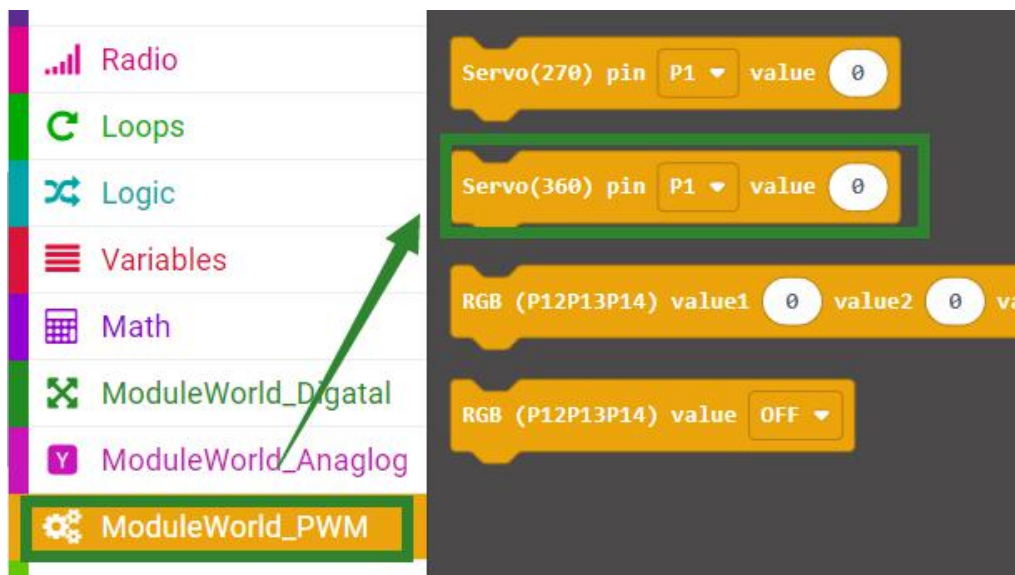 Radio
Loops
Logic
Variables
Math
ModuleWorld_Digatal
ModuleWorld_Anaglog
Y
ModuleWorld_PWM
Servo(270) pin P1 value 0
Servo(360) pin P1 value 0
RGB (P12P13P14) value1 0 value2 0
RGB (P12P13P14) value OFF